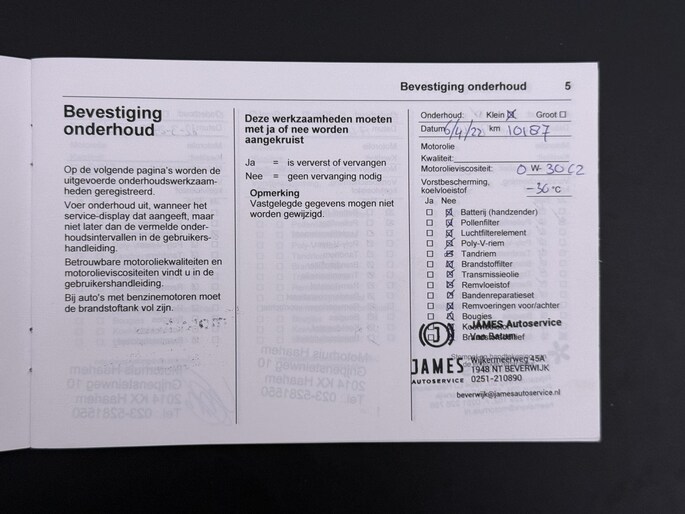 Bevestiging onderhoud 5
Bevestiging
onderhoud
Op de volgende pagina's worden de
uitgevoerde onderhoudswerkzaam-
heden geregistreerd.
Voer onderhoud uit, wanneer het
service-display dat aangeeft, maar
niet later dan de vermelde onder-
houdsintervallen in de gebruikers-
handleiding.
Betrouwbare motoroliekwaliteiten en
motorolieviscositeiten vindt u in de
gebruikershandleiding.
Bij auto's met benzinemotoren moet
de brandstoftank vol zijn.
Deze werkzaamheden moeten
met ja of nee worden
aangekruist
Ja = is ververst of vervangen
Nee = geen vervanging nodig
Opmerking
Vastgelegde gegevens mogen niet
worden gewijzigd.
Onderhoud: Klein Groot
Datum 6/4/22 km 10187
Motorolie
Kwaliteit:
Motorolieviscositeit: 0 W- 30 C2
Vorstbescherming,
koelvloeistof -36 °C
Ja Nee
Batterij (handzender)
Pollenfilter
Luchtfilterelement
Poly-V-riem
Tandriem
Brandstoffilter
Transmissieolie
Remvloeistof
Bandenreparatieset
Remvoeringen voor/achter
Bougies
JAMES Autoservice
Van Batum
JAMES
AUTOSERVICE
Wijkermeerweg 45A
1948 NT BEVERWIJK
0251-210890
beverwijk@jamesautoservice.nl